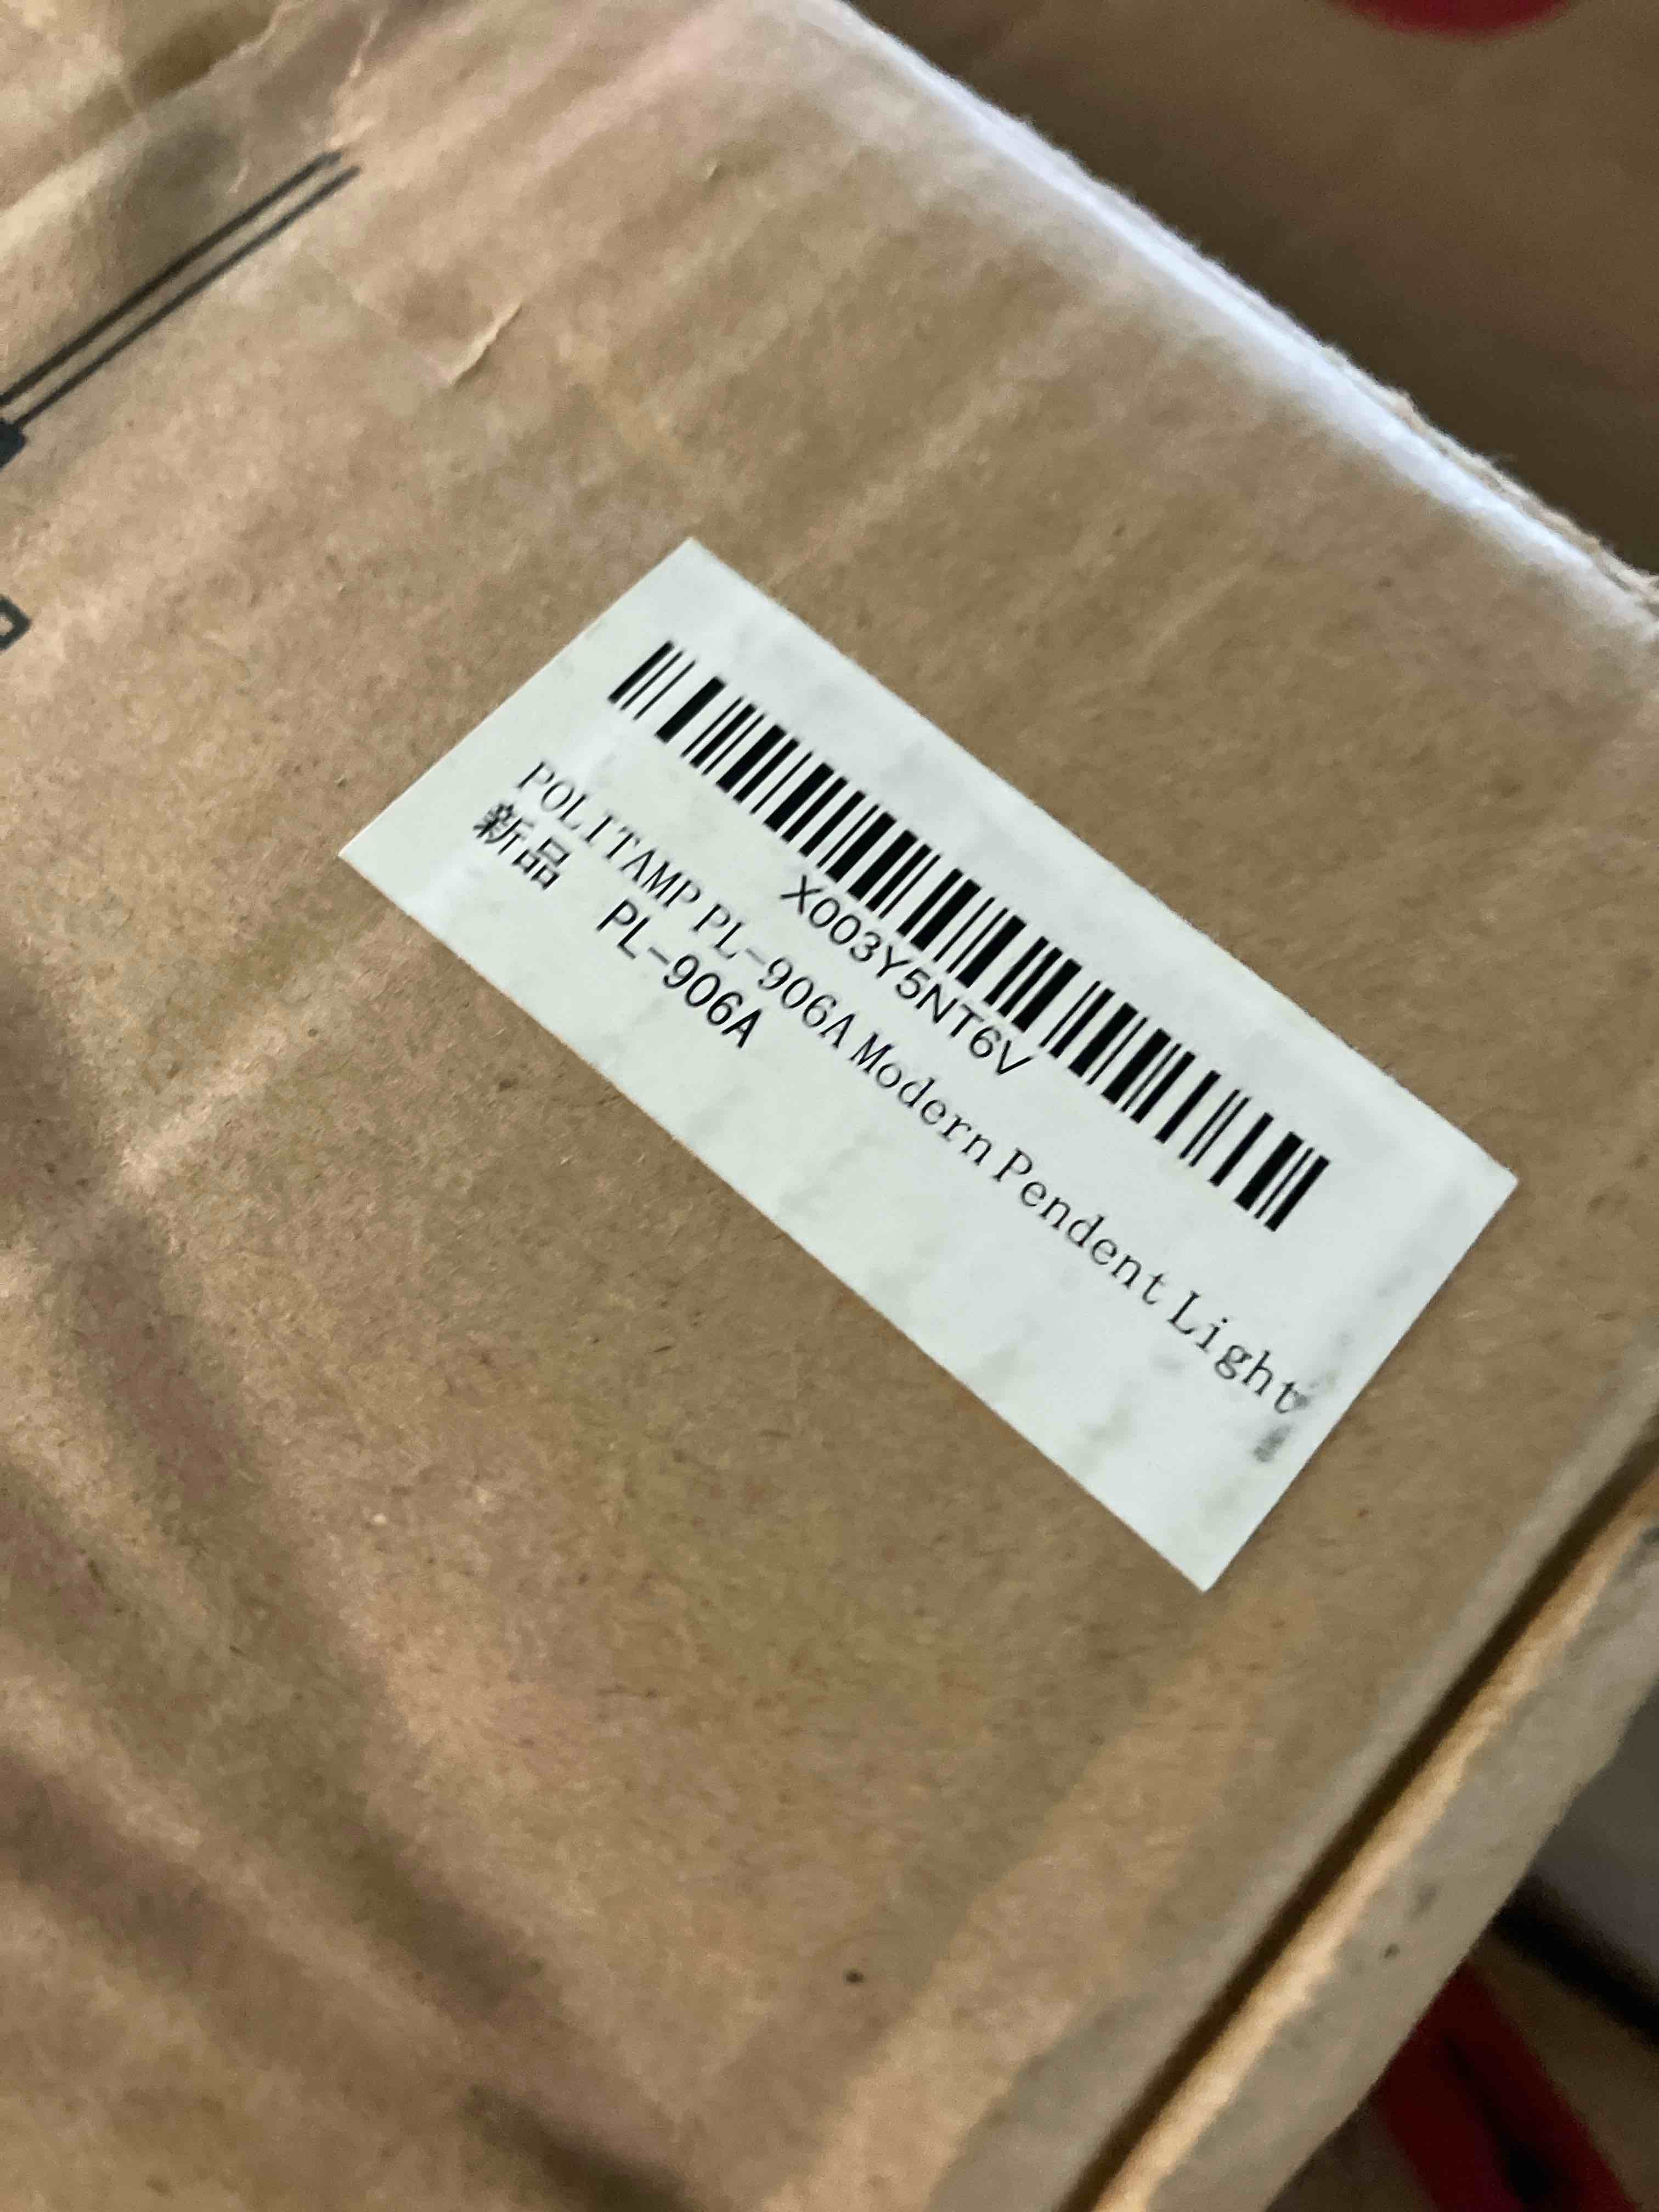 X003Y5NT6V
POLITAMP PL-906A Modern Pendent Light
新品 PL-906A